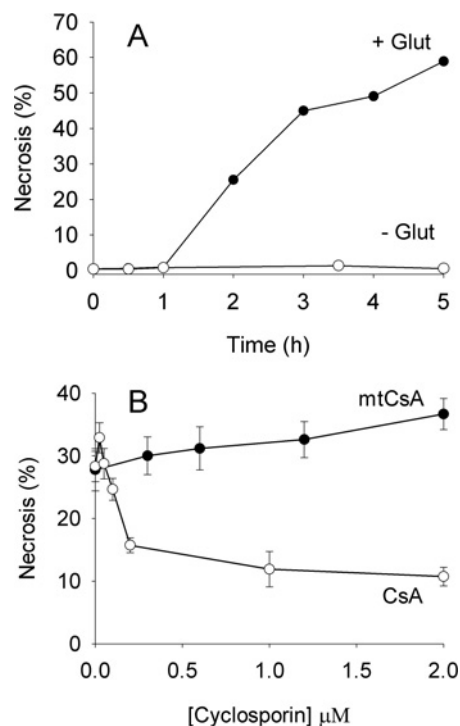 A
+ Glut
- Glut
Necrosis (%)
70
60
50
40
30
20
10
0
0 1 2 3 4 5
Time (h)
B
mtCsA
CsA
Necrosis (%)
40
30
20
10
0
0.0 0.5 1.0 1.5 2.0
[Cyclosporin] μM